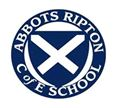 ABBOTS RIPTON
C of E SCHOOL